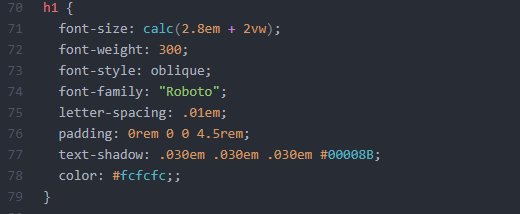 70 h1 {
71 font-size: calc(2.8em + 2vw);
72 font-weight: 300;
73 font-style: oblique;
74 font-family: "Roboto";
75 letter-spacing: .01em;
76 padding: 0rem 0 0 4.5rem;
77 text-shadow: .030em .030em .030em #00008B;
78 color: #fcfcfc;;
79 }